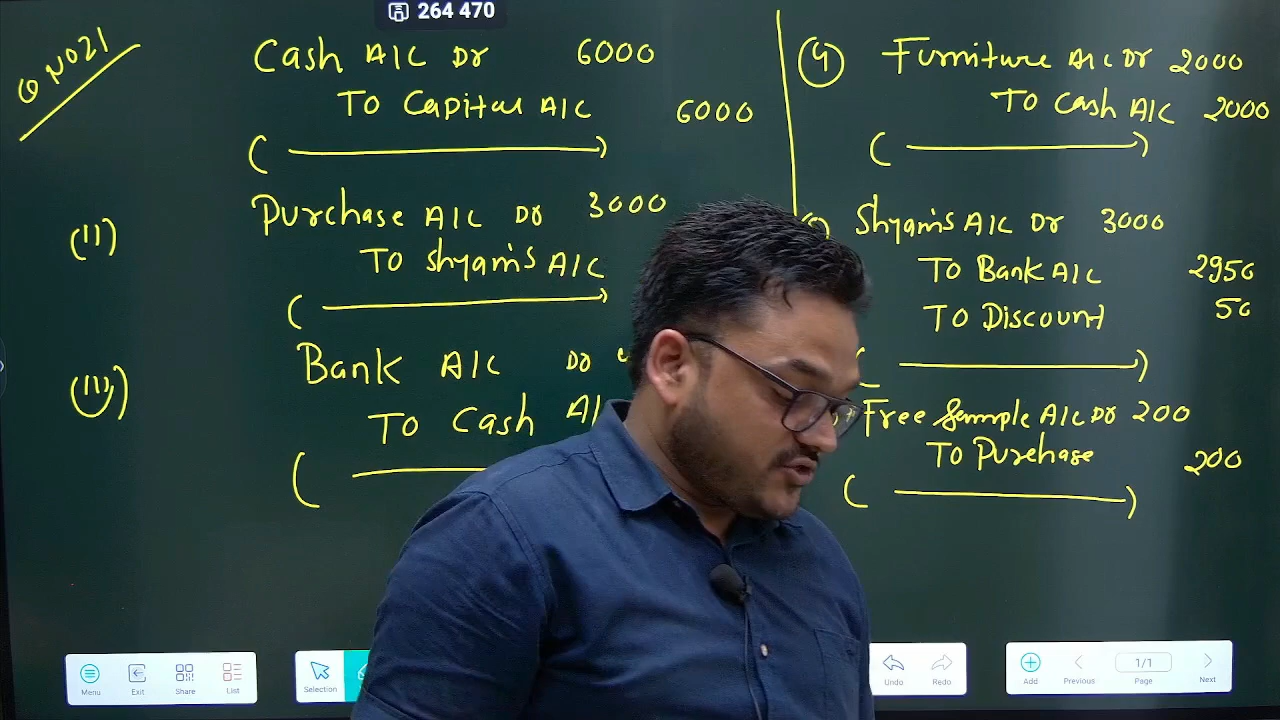 264 470
Q NO21
Cash A/C Dr 6000
To Capital A/C 6000
( )
(II) Purchase A/C Dr 3000
To Shyam's A/C
( )
(III) Bank A/C Dr
To Cash A/
(
(4) Furniture A/C Dr 2000
To Cash A/C 2000
( )
Shyam's A/C Dr 3000
To Bank A/C 2950
To Discount 50
( )
Free Sample A/C Dr 200
To Purchase 200
( )
Menu Exit Share List Selection Undo Redo Add Previous 1/1 Page Next